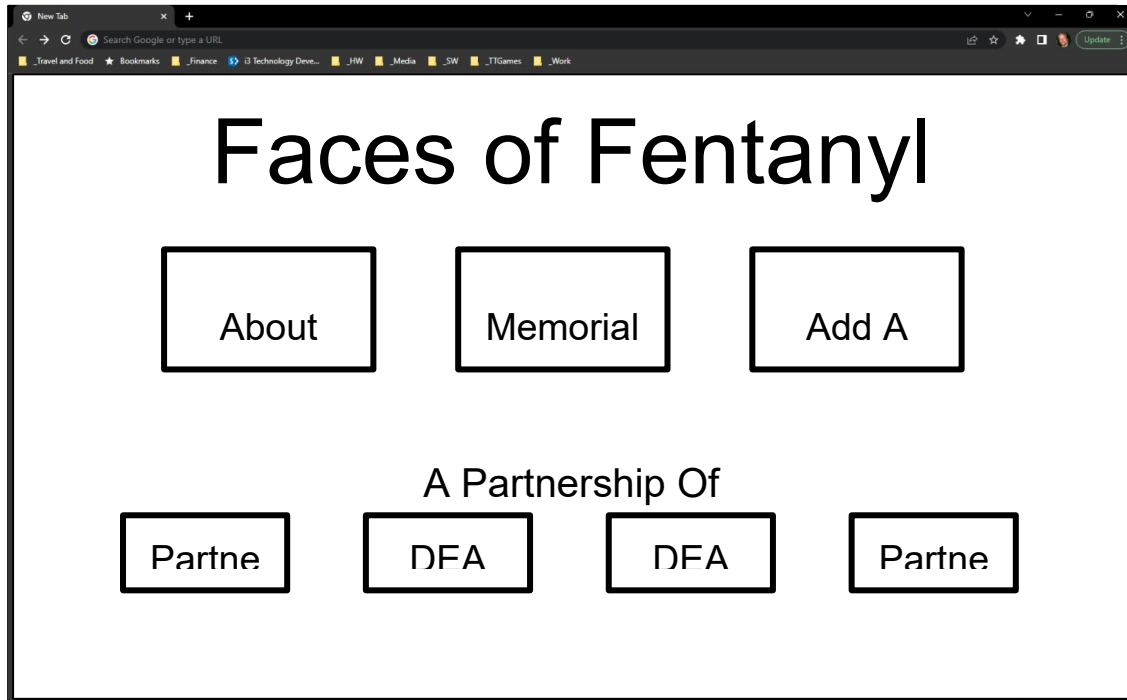 New Tab
Search Google or type a URL
Update
_Travel and Food Bookmarks _Finance i3 Technology Deve... _HW _Media _SW _TTGames _Work
Faces of Fentanyl
About Memorial Add A
A Partnership Of
Partne DEA DEA Partne